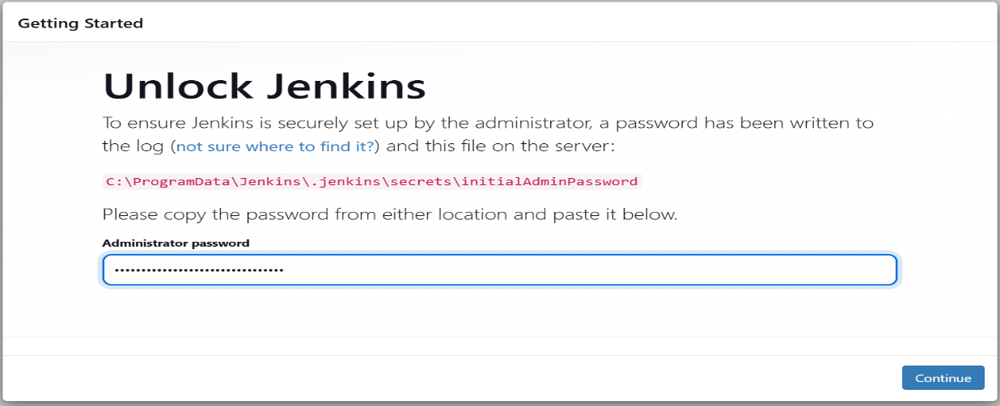 Getting Started
Unlock Jenkins
To ensure Jenkins is securely set up by the administrator, a password has been written to
the log (not sure where to find it?) and this file on the server:
C:\ProgramData\Jenkins\.jenkins\secrets\initialAdminPassword
Please copy the password from either location and paste it below.
Administrator password
••••••••••••••••••••••••••••••••
Continue